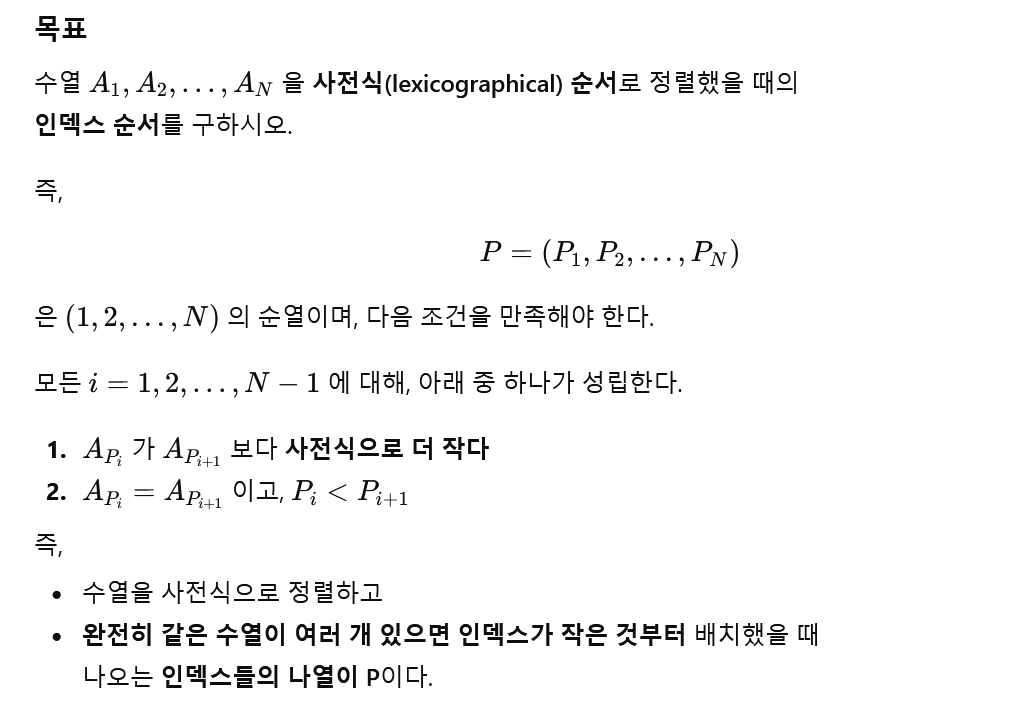 목표
수열 A₁, A₂, …, A_N 을 사전식(lexicographical) 순서로 정렬했을 때의
인덱스 순서를 구하시오.
즉,
P = (P₁, P₂, …, P_N)
은 (1, 2, …, N) 의 순열이며, 다음 조건을 만족해야 한다.
모든 i = 1, 2, …, N − 1 에 대해, 아래 중 하나가 성립한다.
1. A_{P_i} 가 A_{P_{i+1}} 보다 사전식으로 더 작다
2. A_{P_i} = A_{P_{i+1}} 이고, P_i < P_{i+1}
즉,
• 수열을 사전식으로 정렬하고
• 완전히 같은 수열이 여러 개 있으면 인덱스가 작은 것부터 배치했을 때
나오는 인덱스들의 나열이 P이다.